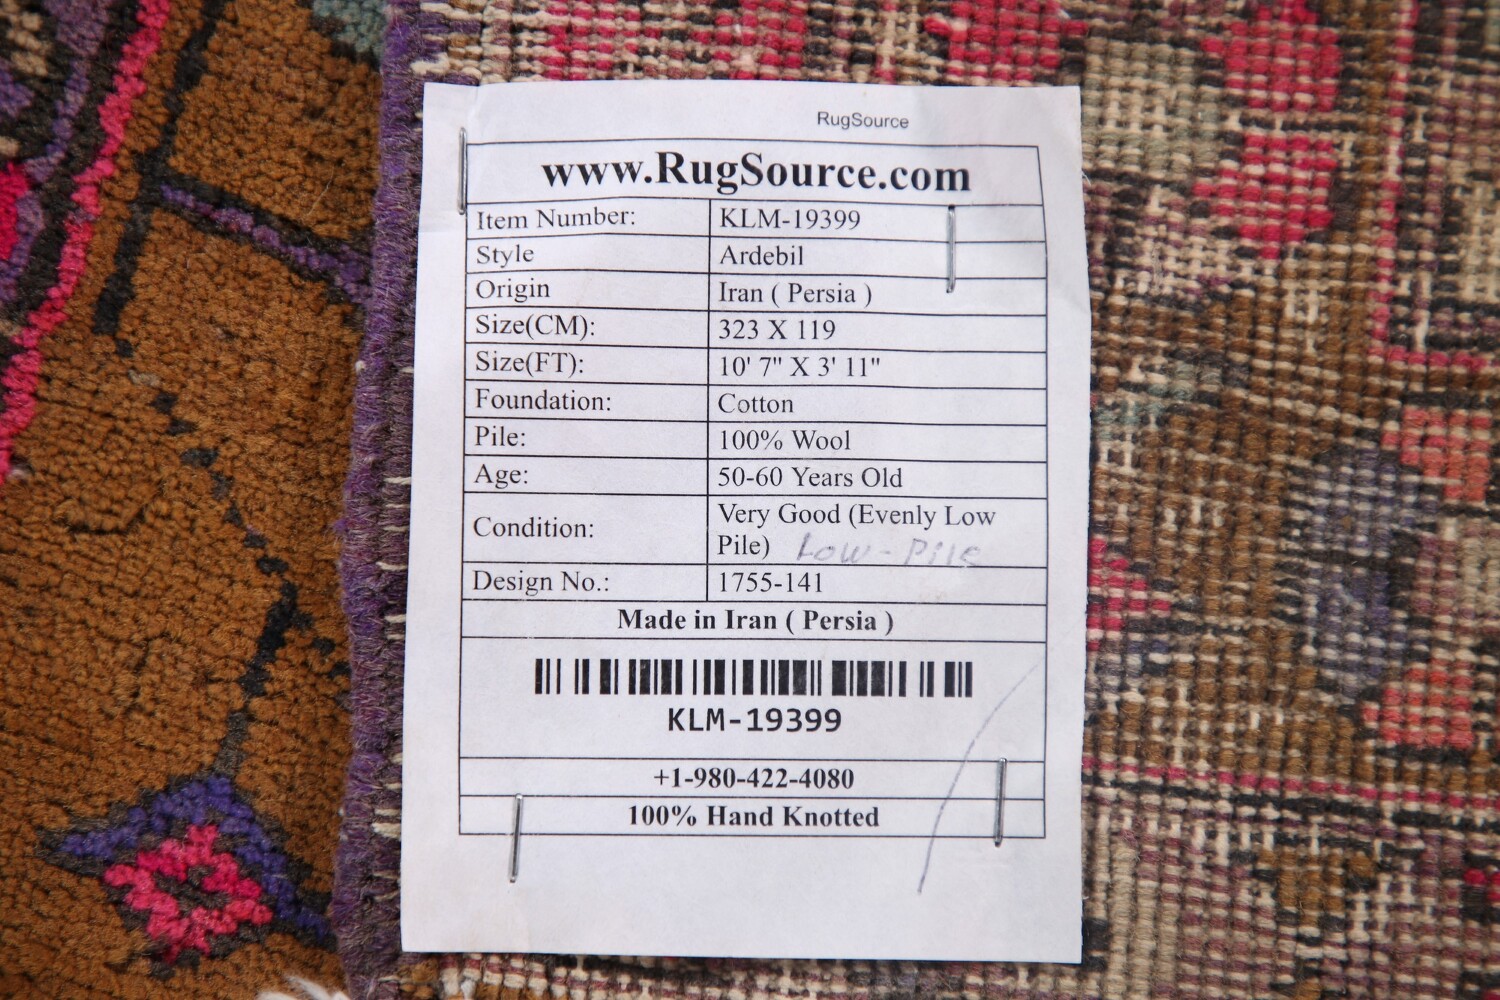 RugSource
www.RugSource.com
Item Number: KLM-19399
Style Ardebil
Origin Iran ( Persia )
Size(CM): 323 X 119
Size(FT): 10' 7" X 3' 11"
Foundation: Cotton
Pile: 100% Wool
Age: 50-60 Years Old
Condition: Very Good (Evenly Low
Pile) Low - Pile
Design No.: 1755-141
Made in Iran ( Persia )
KLM-19399
+1-980-422-4080
100% Hand Knotted